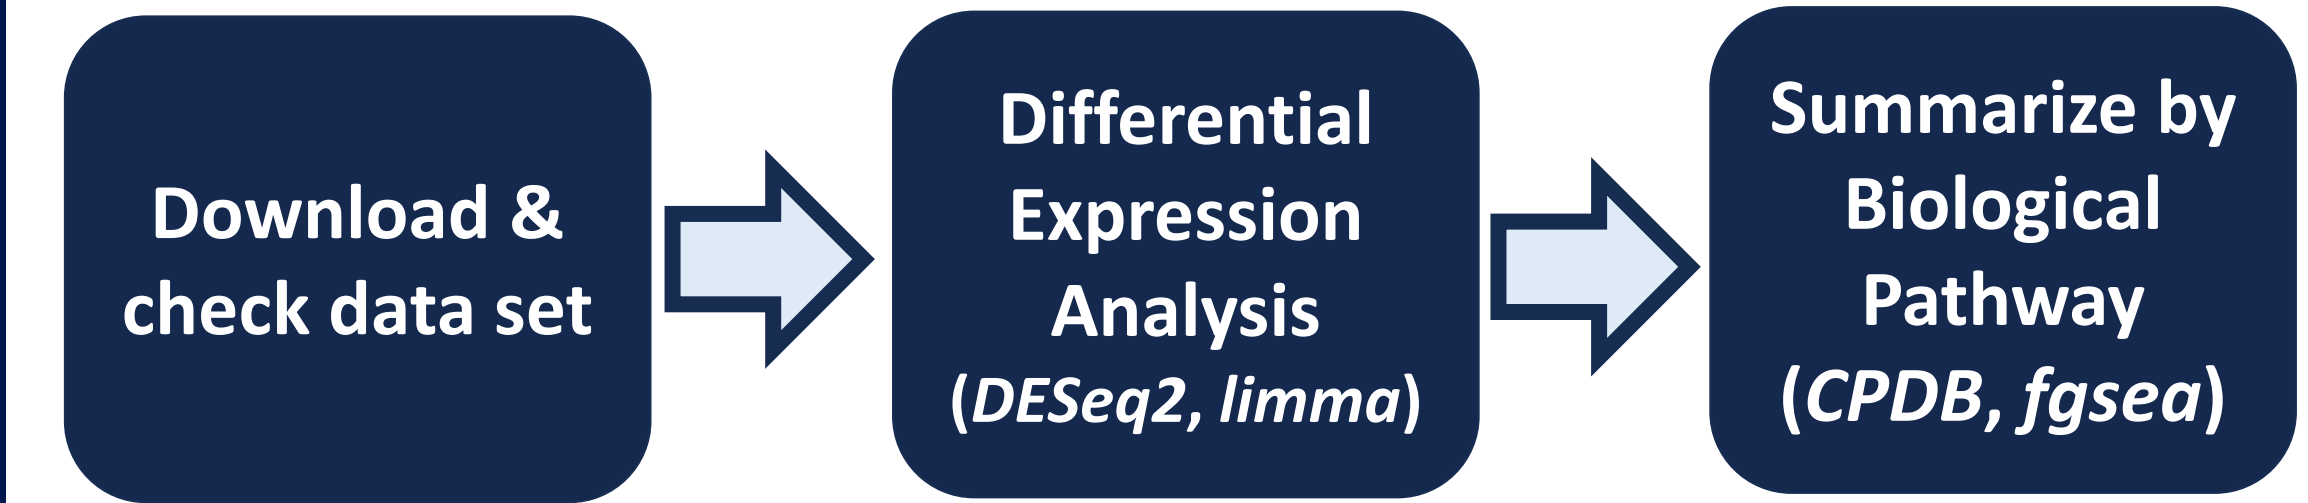 Download &
check data set
Differential
Expression
Analysis
(DESeq2, limma)
Summarize by
Biological
Pathway
(CPDB, fgsea)